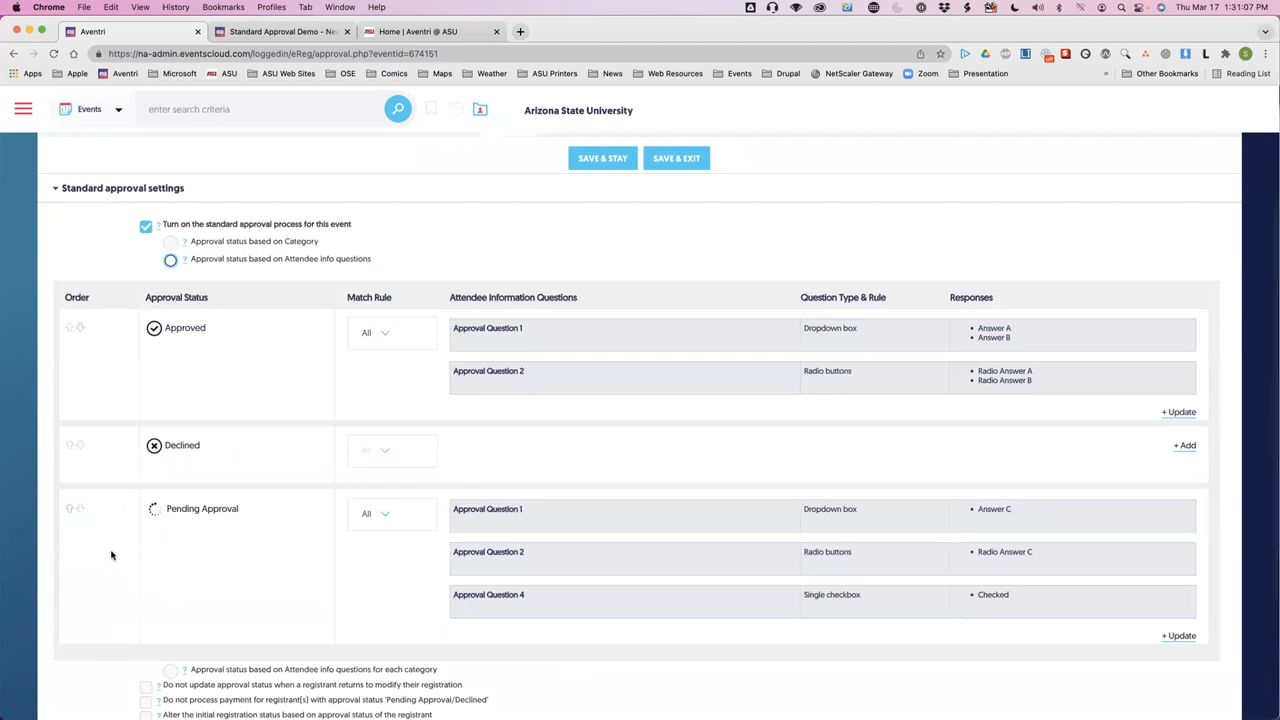 Chrome File Edit View History Bookmarks Profiles Tab Window Help Thu Mar 17 1:31:07 PM
Aventri Standard Approval Demo - Ne Home | Aventri @ ASU
https://na-admin.eventscloud.com/loggedin/eReg/approval.php?eventid=674151
Apps Apple Aventri Microsoft ASU ASU Web Sites OSE Comics Maps Weather ASU Printers News Web Resources Events Drupal NetScaler Gateway Zoom Presentation » Other Bookmarks Reading List
Events enter search criteria Arizona State University
SAVE & STAY SAVE & EXIT
Standard approval settings
? Turn on the standard approval process for this event
? Approval status based on Category
? Approval status based on Attendee info questions
Order Approval Status Match Rule Attendee Information Questions Question Type & Rule Responses
Approved All Approval Question 1 Dropdown box • Answer A
• Answer B
Approval Question 2 Radio buttons • Radio Answer A
• Radio Answer B
+ Update
Declined + Add
Pending Approval All Approval Question 1 Dropdown box • Answer C
Approval Question 2 Radio buttons • Radio Answer C
Approval Question 4 Single checkbox • Checked
+ Update
? Approval status based on Attendee info questions for each category
? Do not update approval status when a registrant returns to modify their registration
? Do not process payment for registrant(s) with approval status 'Pending Approval/Declined'
? Alter the initial registration status based on approval status of the registrant